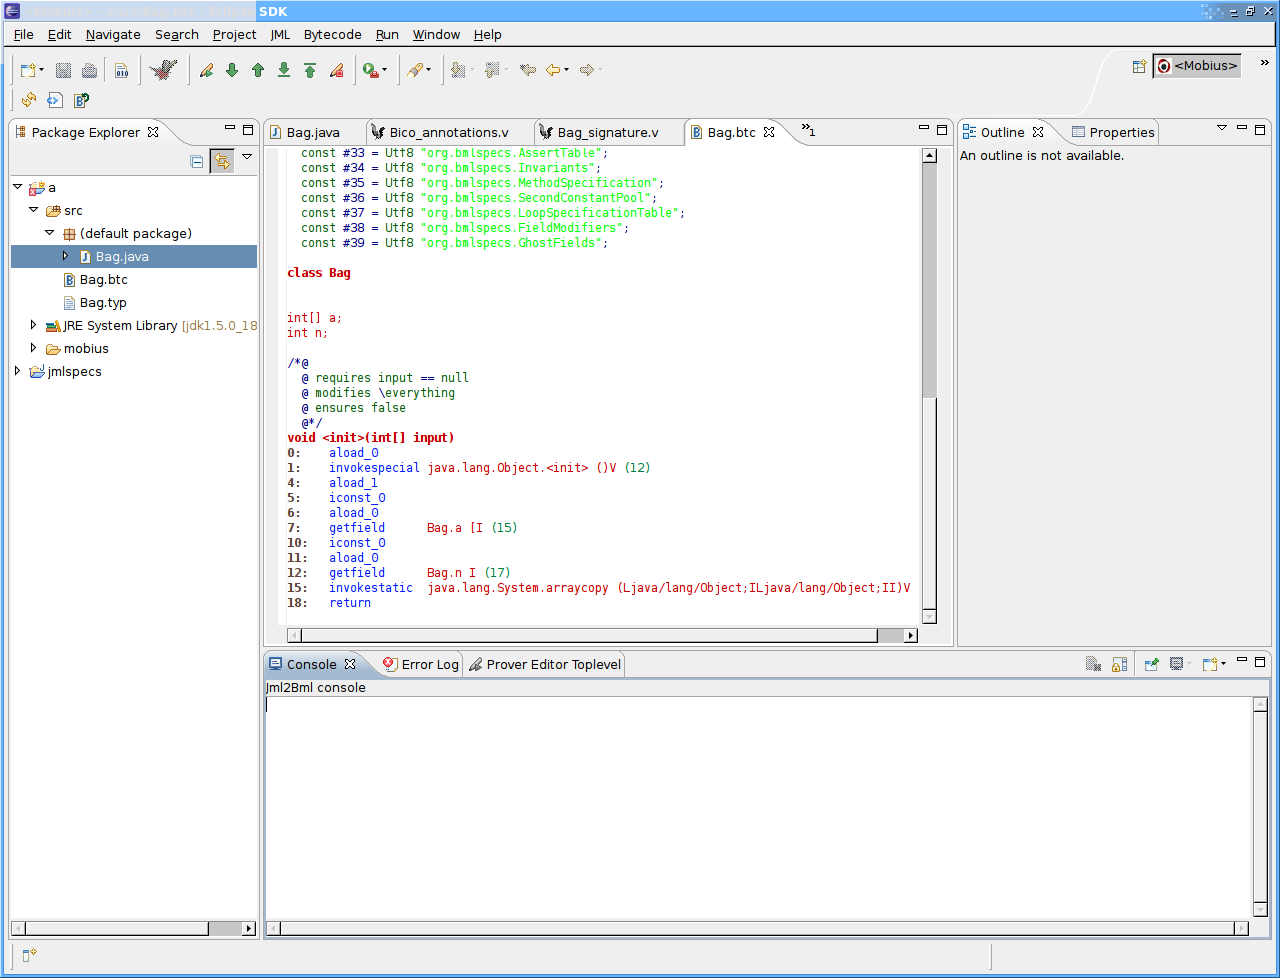 SDK
File Edit Navigate Search Project JML Bytecode Run Window Help
<Mobius>
Package Explorer
a
src
(default package)
Bag.java
Bag.btc
Bag.typ
JRE System Library [jdk1.5.0_18
mobius
jmlspecs
Bag.java Bico_annotations.v Bag_signature.v Bag.btc »1
const #33 = Utf8 "org.bmlspecs.AssertTable";
const #34 = Utf8 "org.bmlspecs.Invariants";
const #35 = Utf8 "org.bmlspecs.MethodSpecification";
const #36 = Utf8 "org.bmlspecs.SecondConstantPool";
const #37 = Utf8 "org.bmlspecs.LoopSpecificationTable";
const #38 = Utf8 "org.bmlspecs.FieldModifiers";
const #39 = Utf8 "org.bmlspecs.GhostFields";
class Bag
int[] a;
int n;
/*@
@ requires input == null
@ modifies \everything
@ ensures false
@*/
void <init>(int[] input)
0: aload_0
1: invokespecial java.lang.Object.<init> ()V (12)
4: aload_1
5: iconst_0
6: aload_0
7: getfield Bag.a [I (15)
10: iconst_0
11: aload_0
12: getfield Bag.n I (17)
15: invokestatic java.lang.System.arraycopy (Ljava/lang/Object;ILjava/lang/Object;II)V
18: return
Outline Properties
An outline is not available.
Console Error Log Prover Editor Toplevel
Jml2Bml console